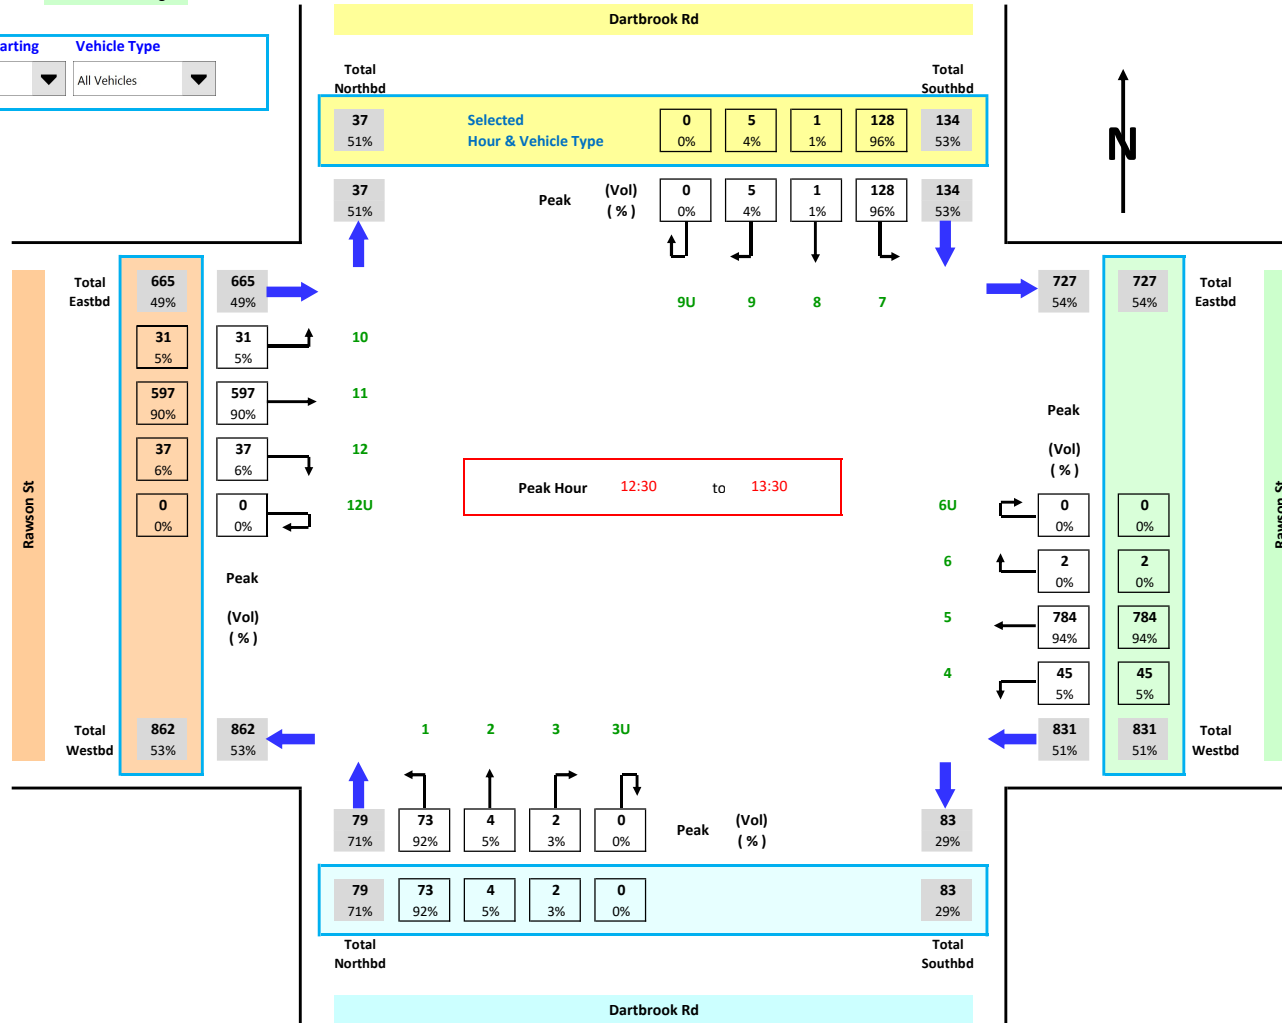 Dartbrook Rd
arting Vehicle Type
All Vehicles
Total
Northbd
Total
Southbd
37 Selected 0 5 1 128 134
51% Hour & Vehicle Type 0% 4% 1% 96% 53%
N
37 Peak (Vol) 0 5 1 128 134
51% ( % ) 0% 4% 1% 96% 53%
Total 665 665
Eastbd 49% 49%
9U 9 8 7
727 727 Total
54% 54% Eastbd
31 31 10
5% 5%
597 597 11
90% 90%
37 37 12
6% 6%
0 0 12U
0% 0%
Peak
(Vol)
( % )
Rawson St
Peak Hour 12:30 to 13:30
Peak
(Vol)
( % )
6U 0 0
0% 0%
6 2 2
0% 0%
5 784 784
94% 94%
4 45 45
5% 5%
Rawson St
Total 862 862
Westbd 53% 53%
1 2 3 3U
831 831 Total
51% 51% Westbd
79 73 4 2 0 Peak (Vol) 83
71% 92% 5% 3% 0% ( % ) 29%
79 73 4 2 0 83
71% 92% 5% 3% 0% 29%
Total
Northbd
Total
Southbd
Dartbrook Rd